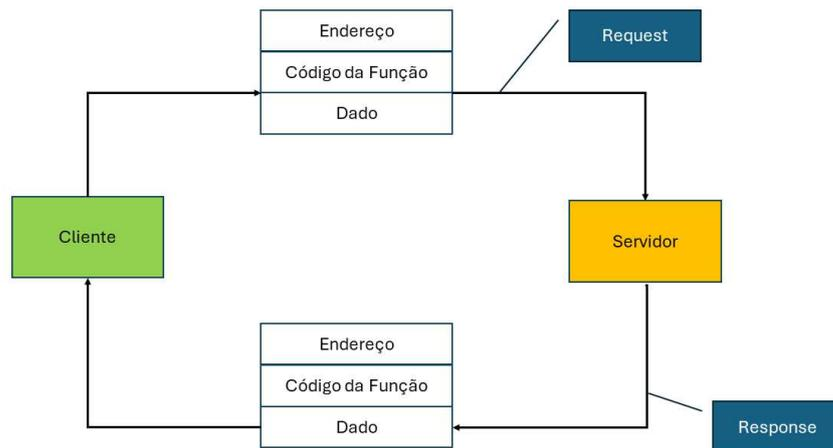 Endereço
Request
Código da Função
Dado
Cliente
Servidor
Endereço
Código da Função
Dado
Response